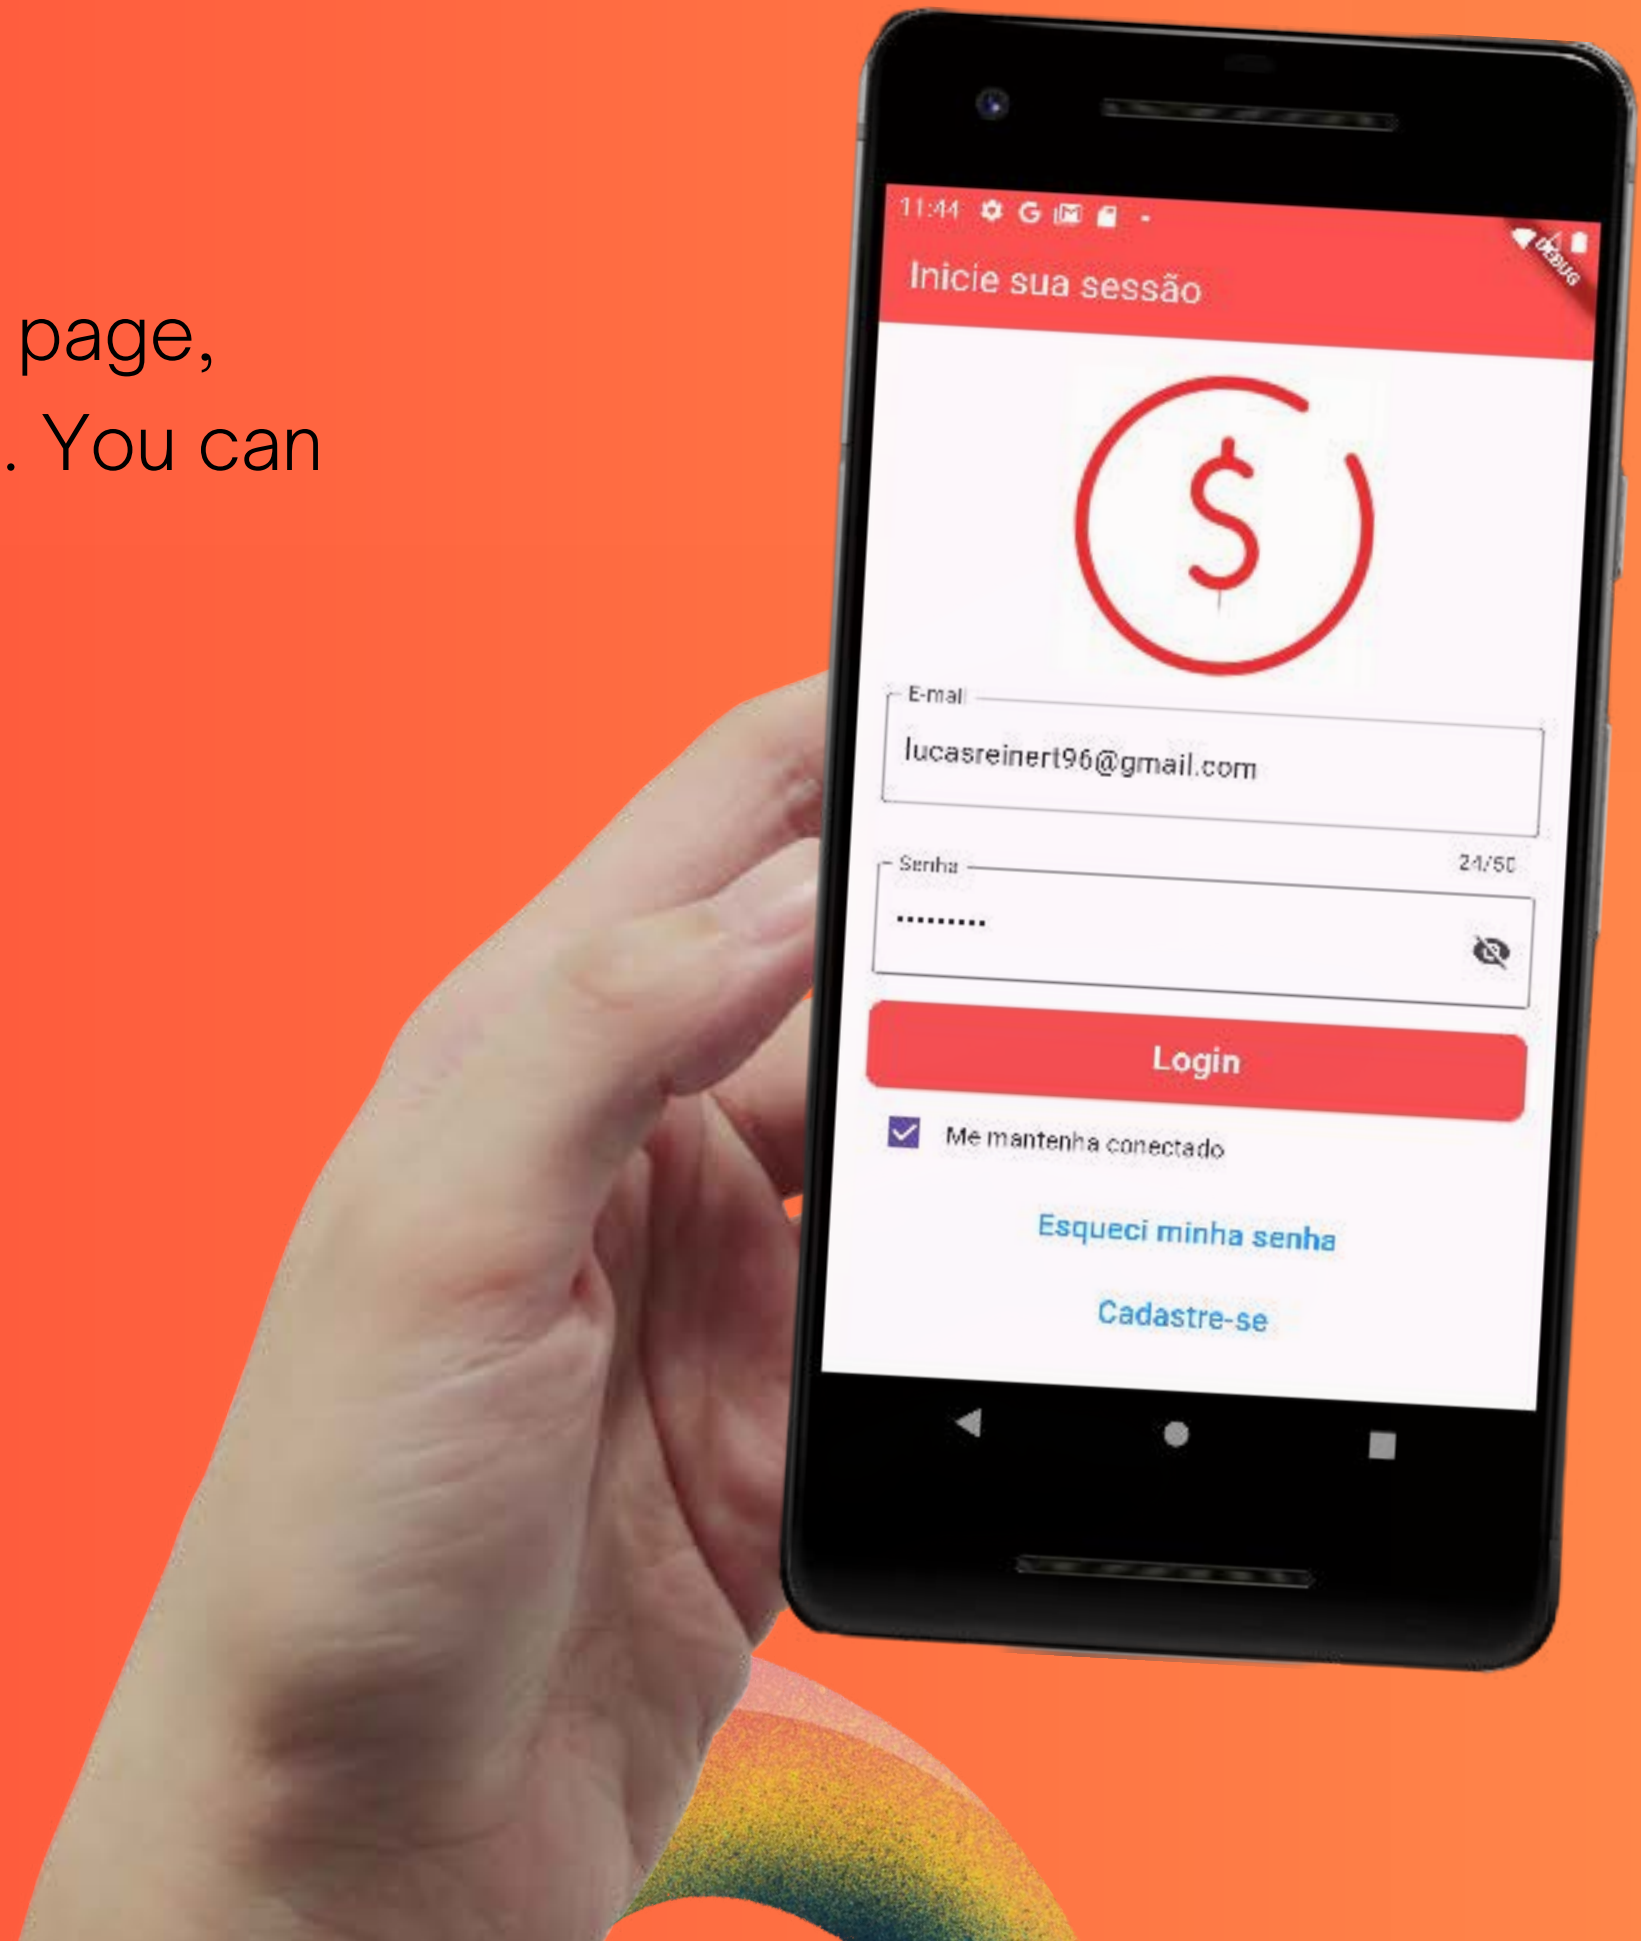 page,
. You can
11:44
DEBUG
Inicie sua sessão
$
E-mail
lucasreinert96@gmail.com
24/50
Senha
•••••••••
Login
Me mantenha conectado
Esqueci minha senha
Cadastre-se